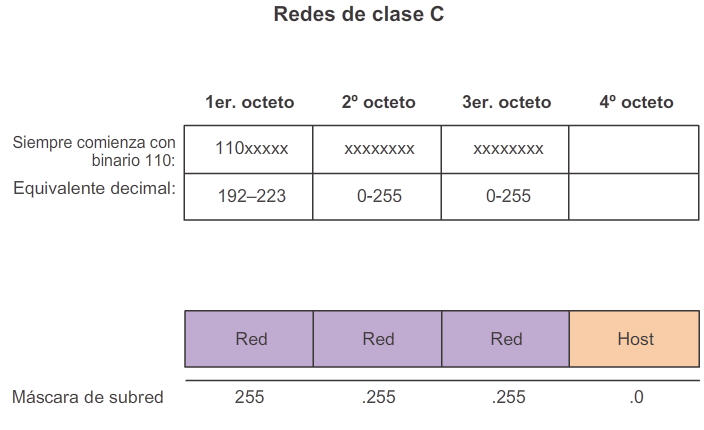 Redes de clase C
1er. octeto 2º octeto 3er. octeto 4º octeto
Siempre comienza con
binario 110:
110xxxxx xxxxxxxx xxxxxxxx
Equivalente decimal:
192–223 0-255 0-255
Red Red Red Host
Máscara de subred 255 .255 .255 .0